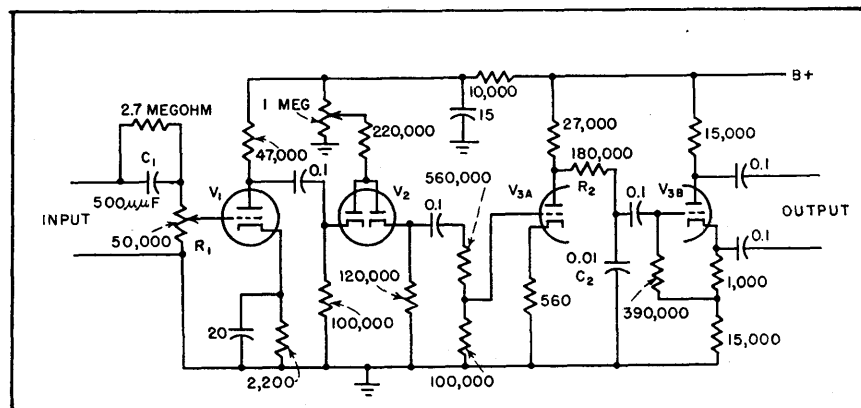 B+
10,000
2.7 MEGOHM
1 MEG
15
27,000
15,000
220,000
180,000
47,000
0.1
C1
V1
V2
560,000
V3A
R2
0.1
V3B
0.1
500μμF
0.1
INPUT
OUTPUT
50,000
R1
120,000
0.01
C2
0.1
1,000
560
390,000
20
100,000
15,000
2,200
100,000